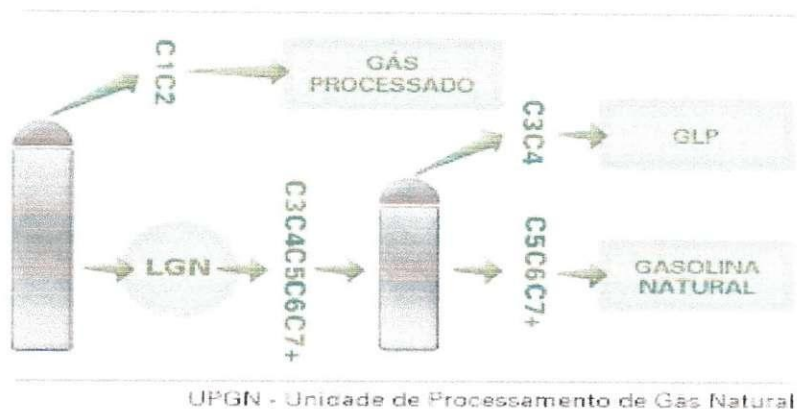 C1C2
GÁS
PROCESSADO
C3C4
GLP
LGN
C3C4C5C6C7+
C5C6C7+
GASOLINA
NATURAL
UPGN - Unidade de Processamento de Gás Natural